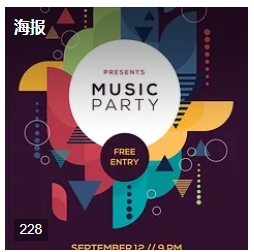 海报
PRESENTS
MUSIC
PARTY
FREE
ENTRY
228
SEPTEMBER 12 // 9 PM